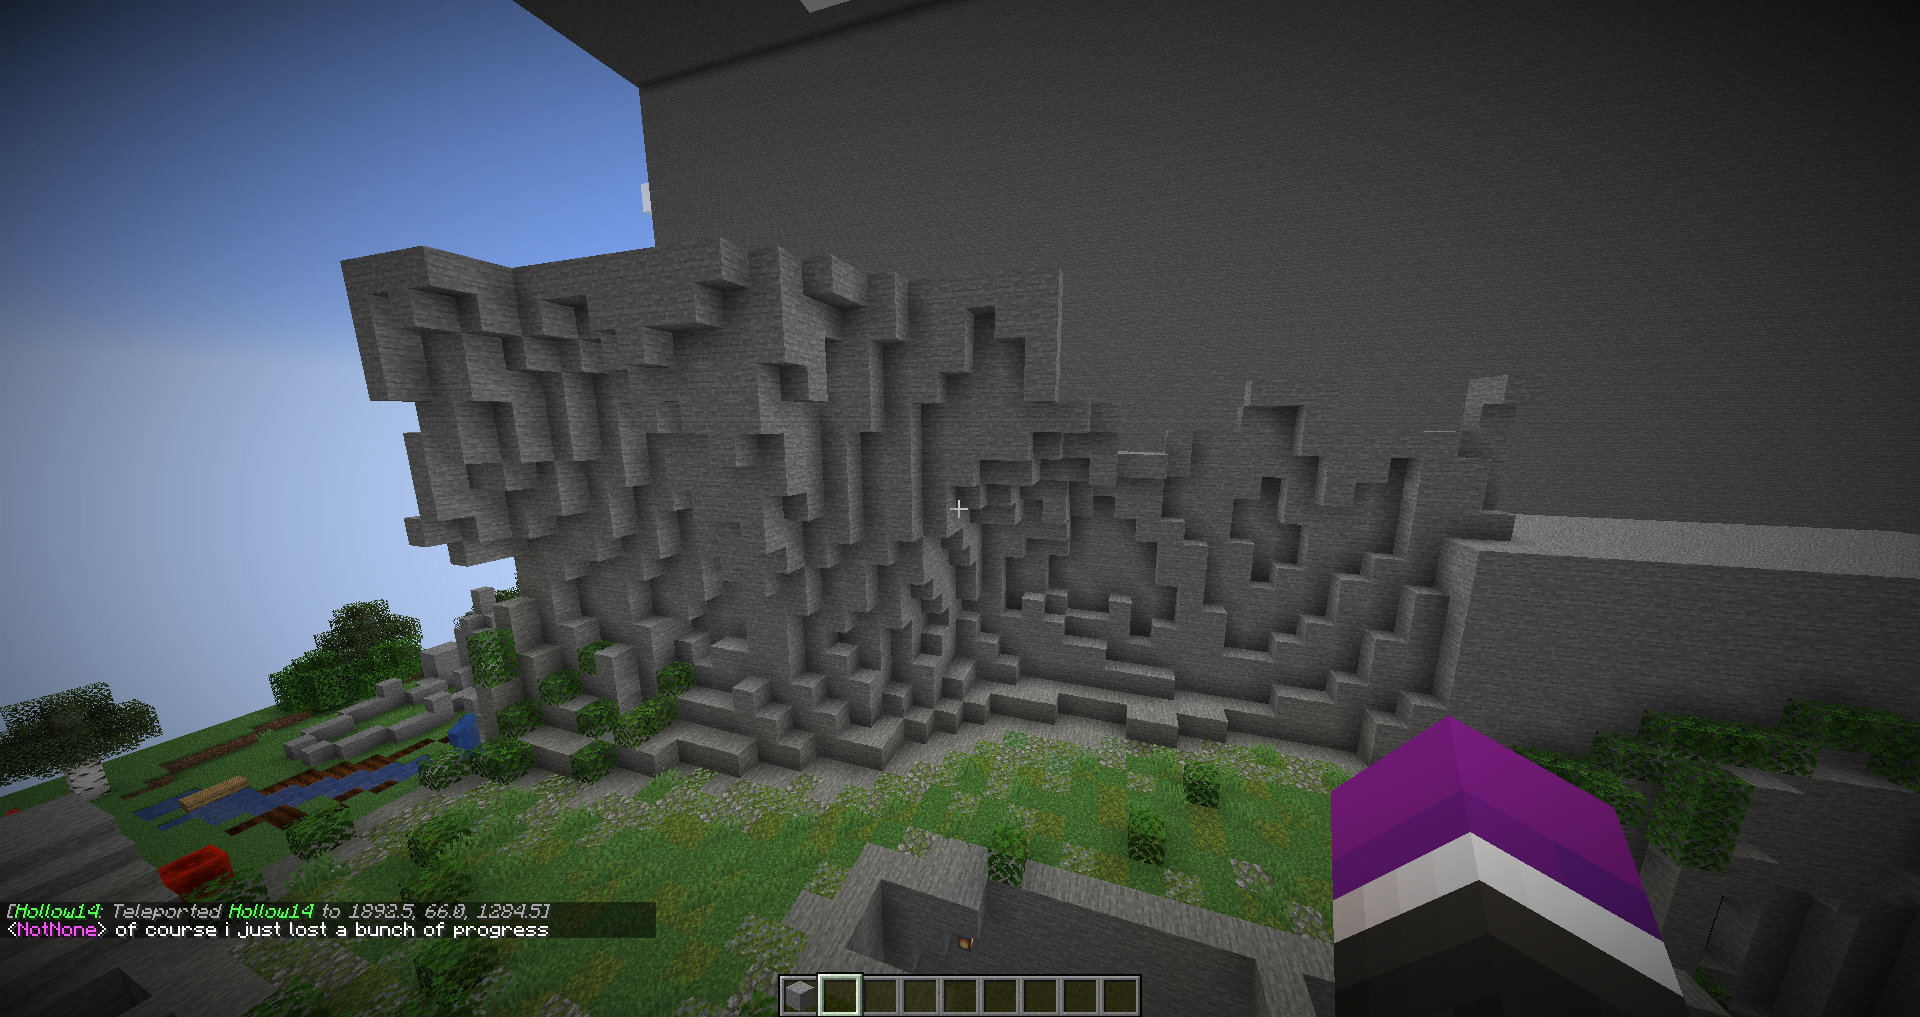 [Hollow14: Teleported Hollow14 to 1892.5, 66.0, 1284.5]
<NotNone> of course i just lost a bunch of progress